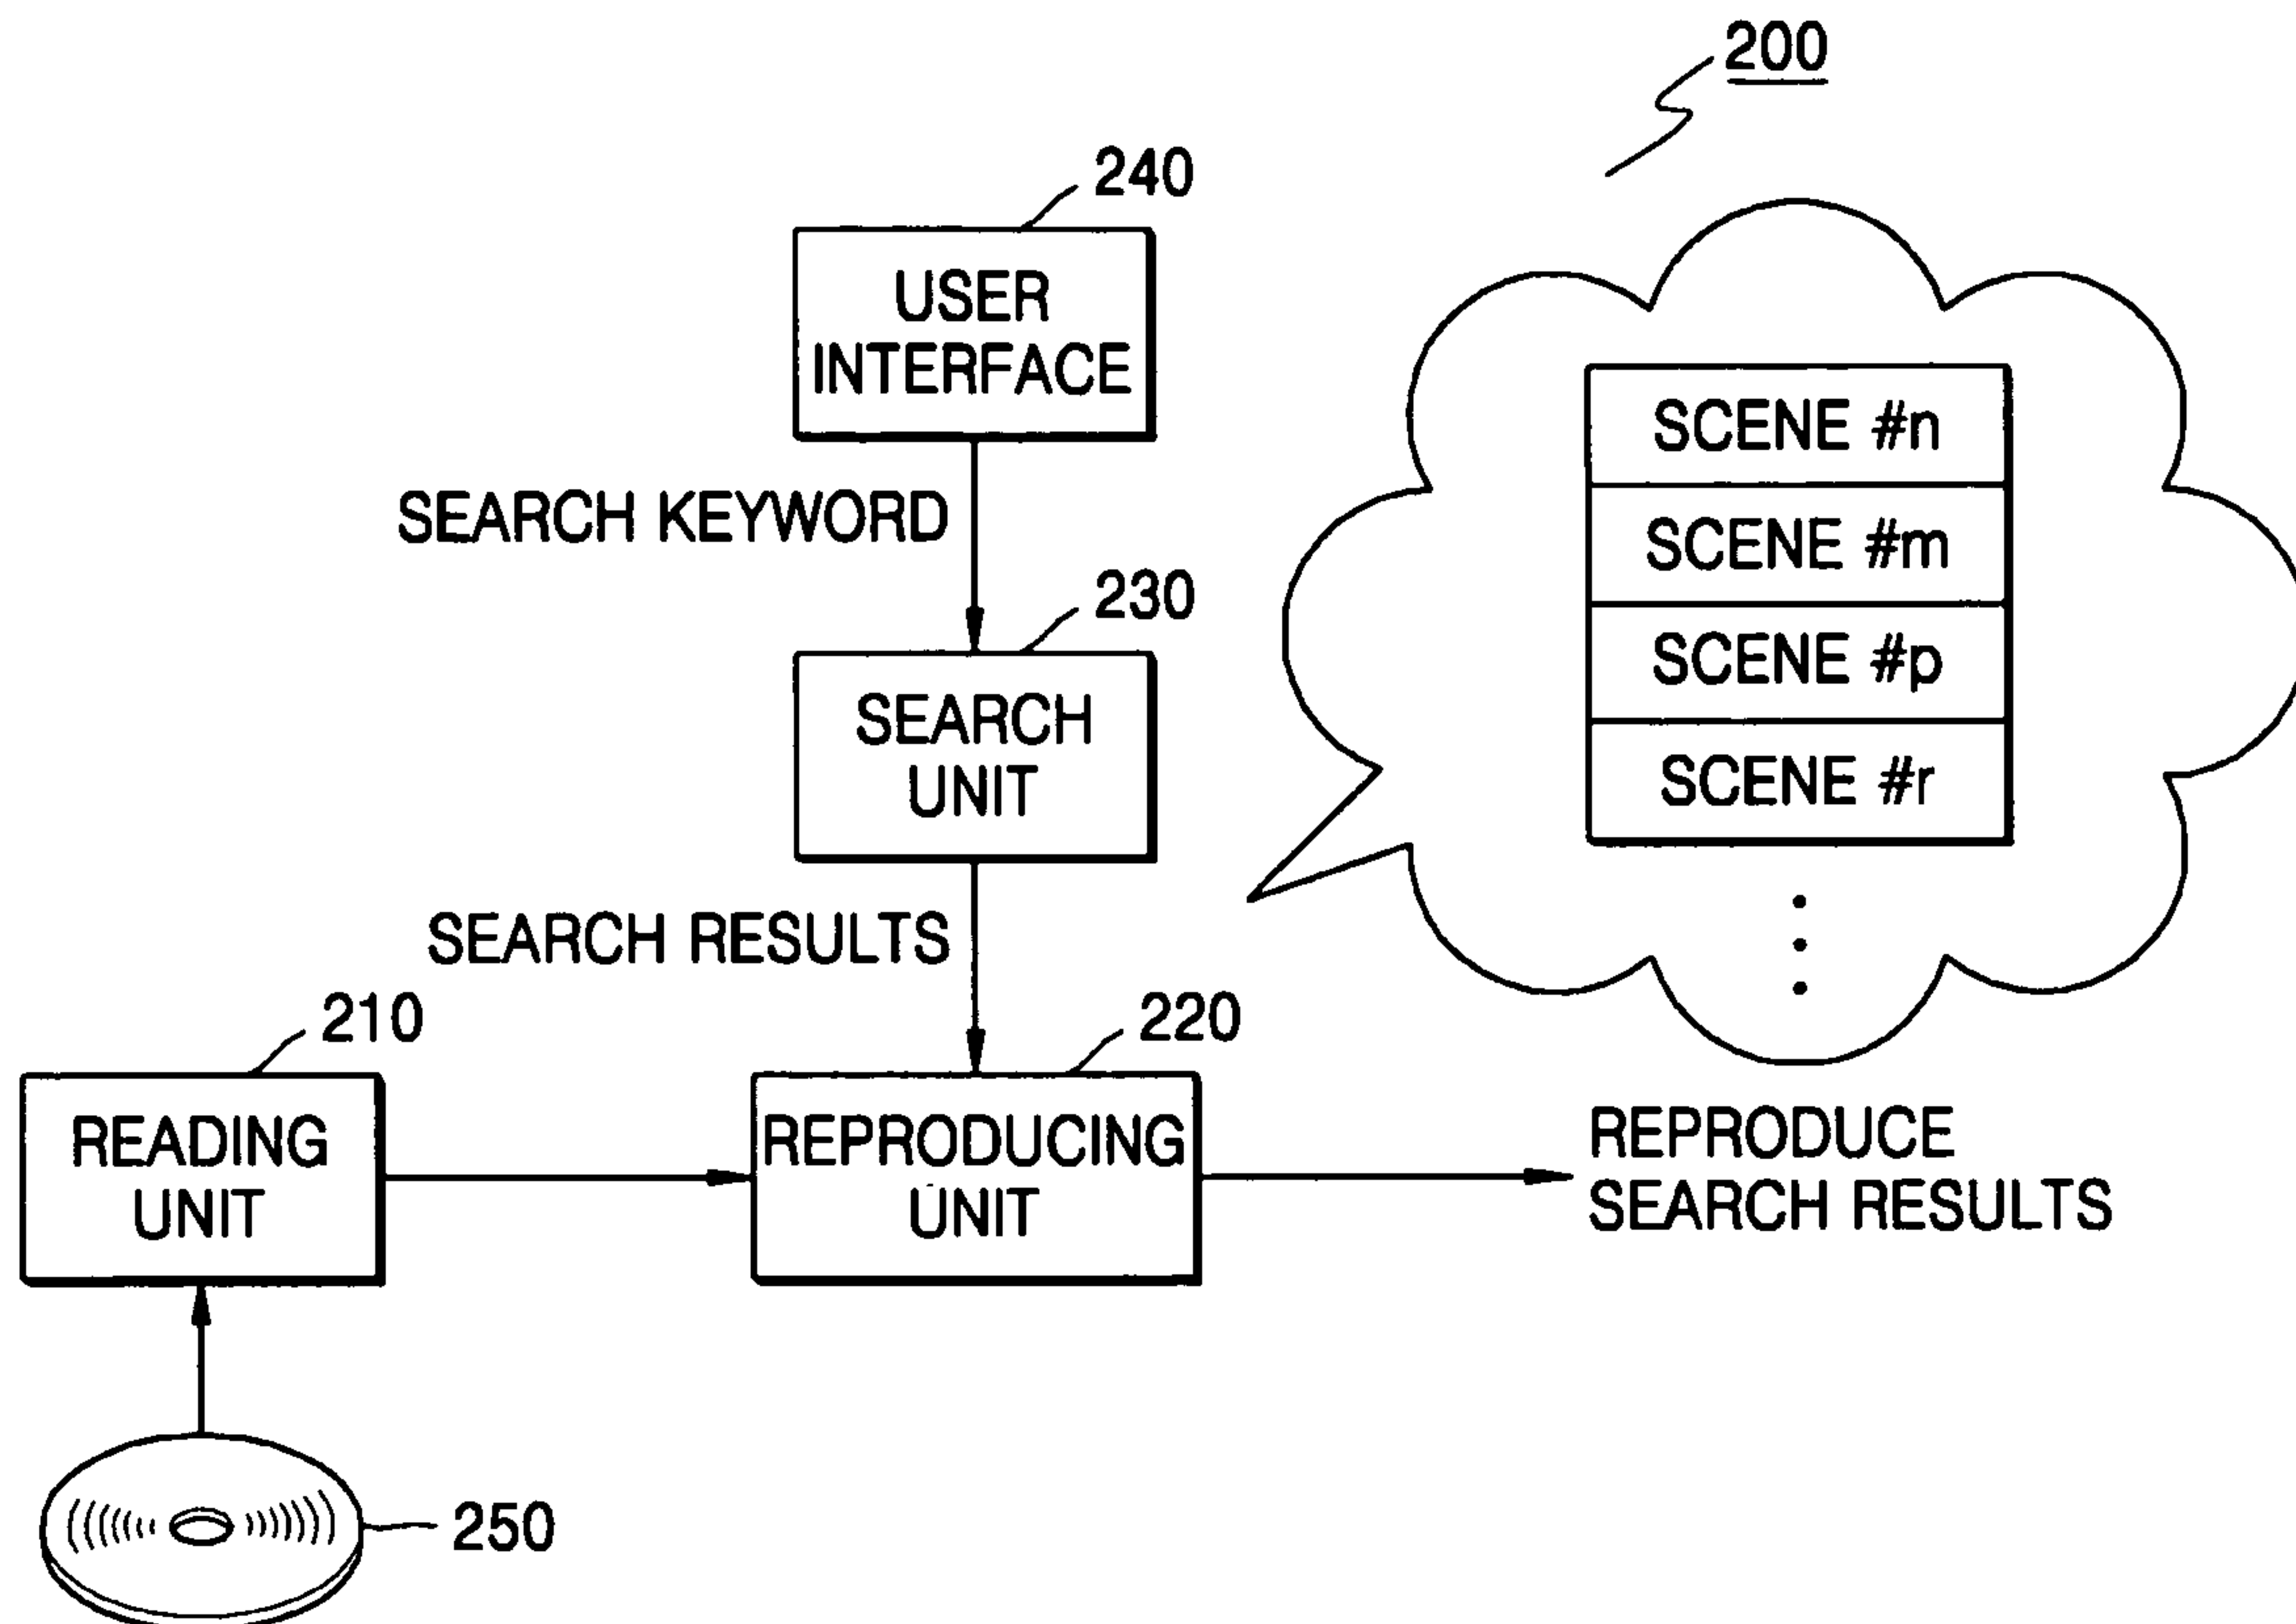 200
240
USER
INTERFACE
SEARCH KEYWORD
230
SEARCH
UNIT
SEARCH RESULTS
SCENE #n
SCENE #m
SCENE #p
SCENE #r
210
READING
UNIT
220
REPRODUCING
UNIT
REPRODUCE
SEARCH RESULTS
250